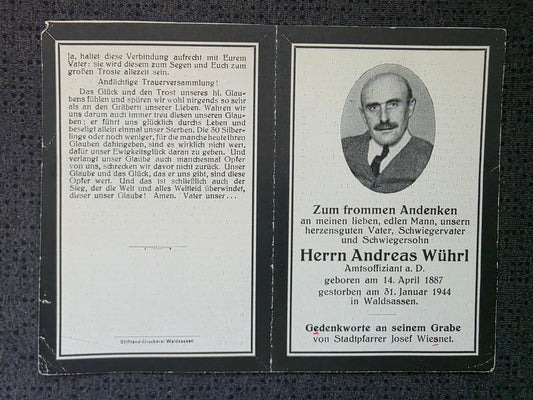 Ja, haltet diese Verbindung aufrecht mit Eurem
Vater: sie wird diesem zum Segen und Euch zum
großen Troste allezeit sein.
Andächtige Trauerversammlung!
Das Glück und den Trost unseres hl. Glau-
bens fühlen und spüren wir wohl nirgends so sehr
als an den Gräbern unserer Lieben. Wahren wir
uns darum auch immer treu diesen unseren Glau-
ben; er führt uns glücklich durchs Leben und
beseligt allein einmal unser Sterben. Die 30 Silber-
linge oder noch weniger, für die manche heute ihren
Glauben dahingeben, sind es wirklich nicht wert,
dafür unser Ewigkeitsglück daran zu geben. Und
verlangt unser Glaube auch manchesmal Opfer
von uns, schrecken wir davor nicht zurück. Unser
Glaube und das Glück, das er uns gibt, sind diese
Opfer wert. Und das ist schließlich auch der
Sieg, der die Welt und alles Weltleid überwindet,
dieser unser Glaube! Amen. Vater unser...
Stiftland-Druckerei Waldsassen
Zum frommen Andenken
an meinen lieben, edlen Mann, unsern
herzensguten Vater, Schwiegervater
und Schwiegersohn
Herrn Andreas Wührl
Amtsoffiziant a. D.
geboren am 14. April 1887
gestorben am 31. Januar 1944
in Waldsassen.
Gedenkworte an seinem Grabe
von Stadtpfarrer Josef Wiesnet.